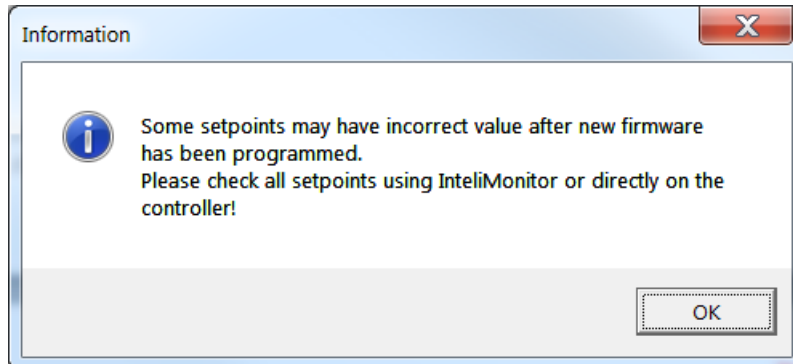 Information
Some setpoints may have incorrect value after new firmware
has been programmed.
Please check all setpoints using InteliMonitor or directly on the
controller!
OK